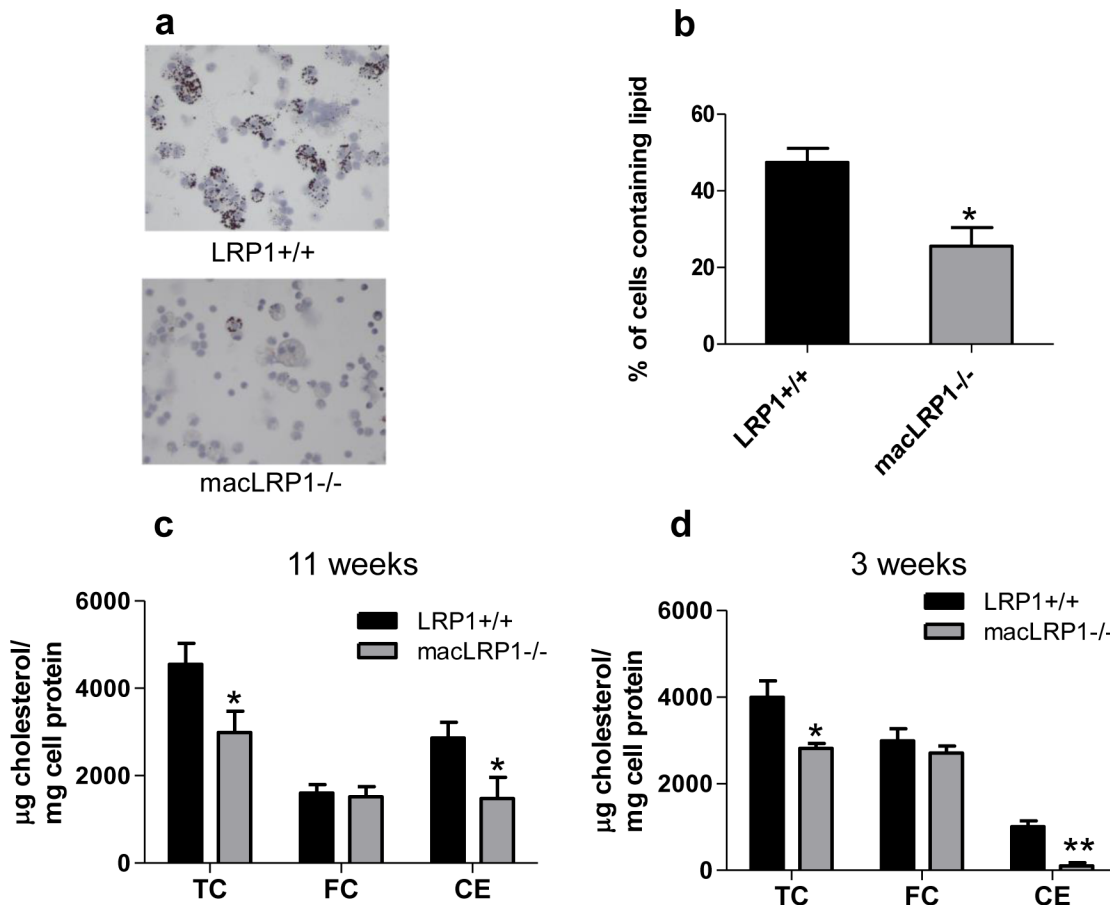 a
LRP1+/+
macLRP1-/-
b
% of cells containing lipid
60
40
20
0
*
LRP1+/+
macLRP1-/-
c
11 weeks
µg cholesterol/
mg cell protein
6000
4000
2000
0
LRP1+/+
macLRP1-/-
*
*
TC
FC
CE
d
3 weeks
µg cholesterol/
mg cell protein
6000
4000
2000
0
LRP1+/+
macLRP1-/-
*
**
TC
FC
CE